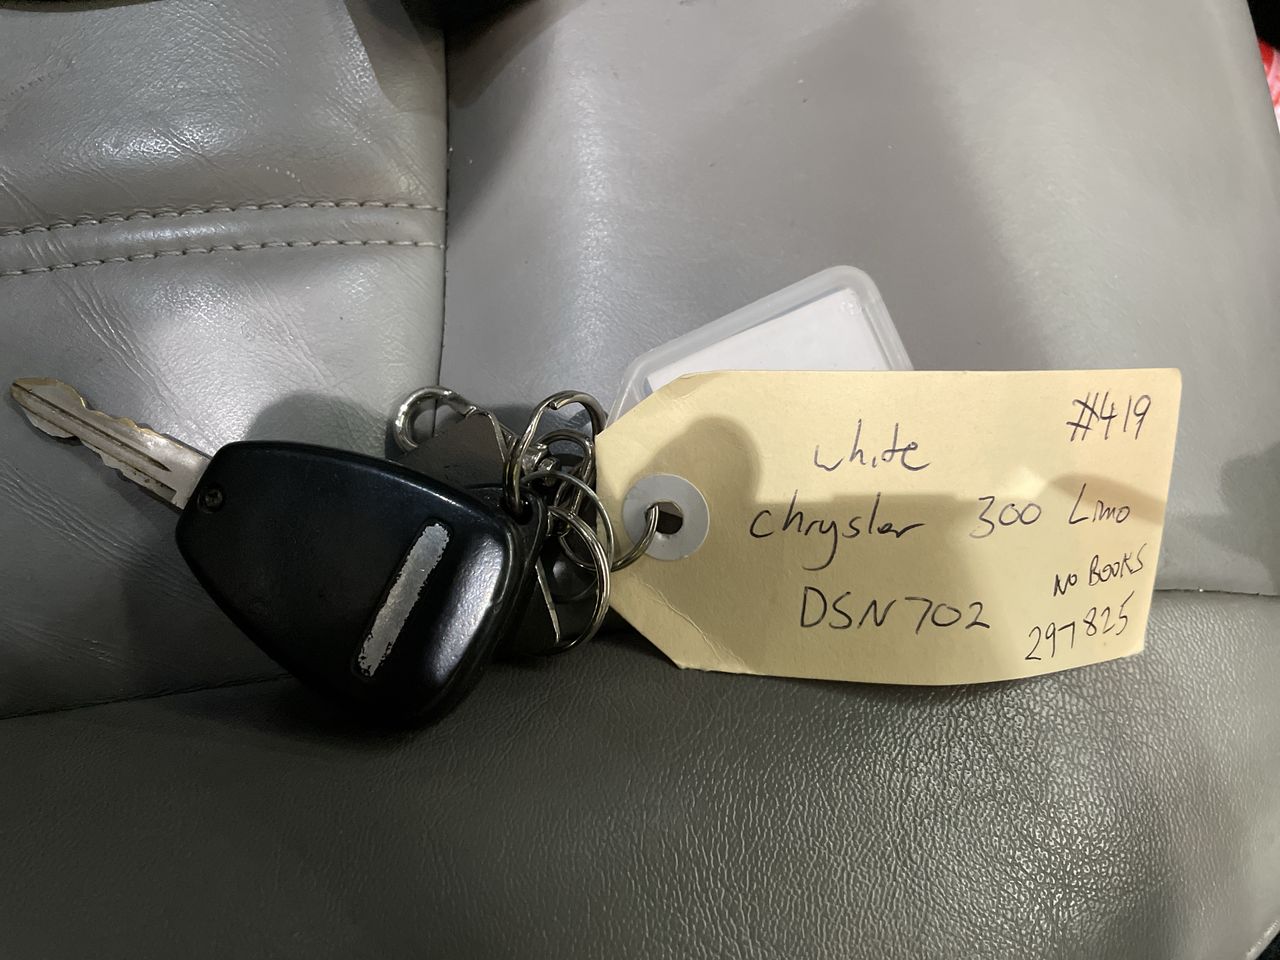 #419
white
chrysler 300 Limo
NO BOOKS
DSN702
297825